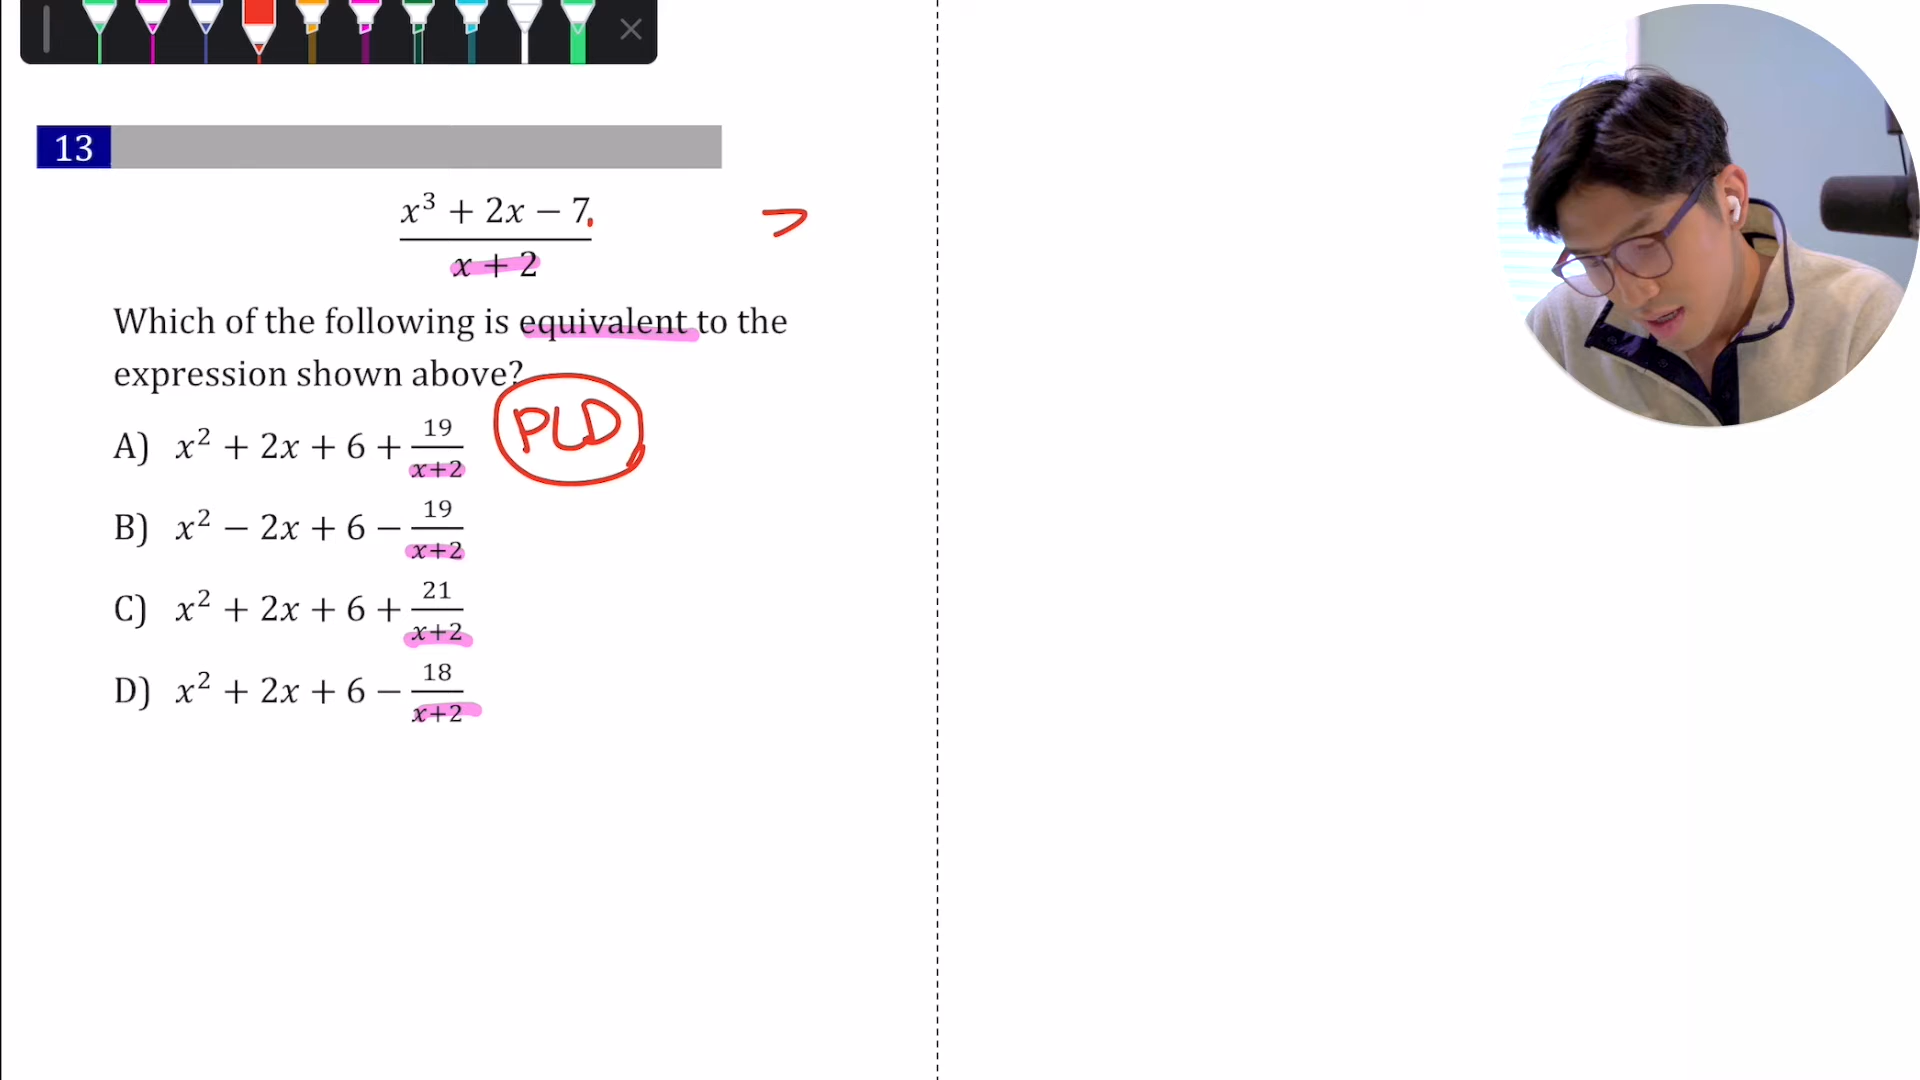 13
x³ + 2x − 7
x + 2
Which of the following is equivalent to the
expression shown above?
PLD
A) x² + 2x + 6 + 19/x+2
B) x² − 2x + 6 − 19/x+2
C) x² + 2x + 6 + 21/x+2
D) x² + 2x + 6 − 18/x+2